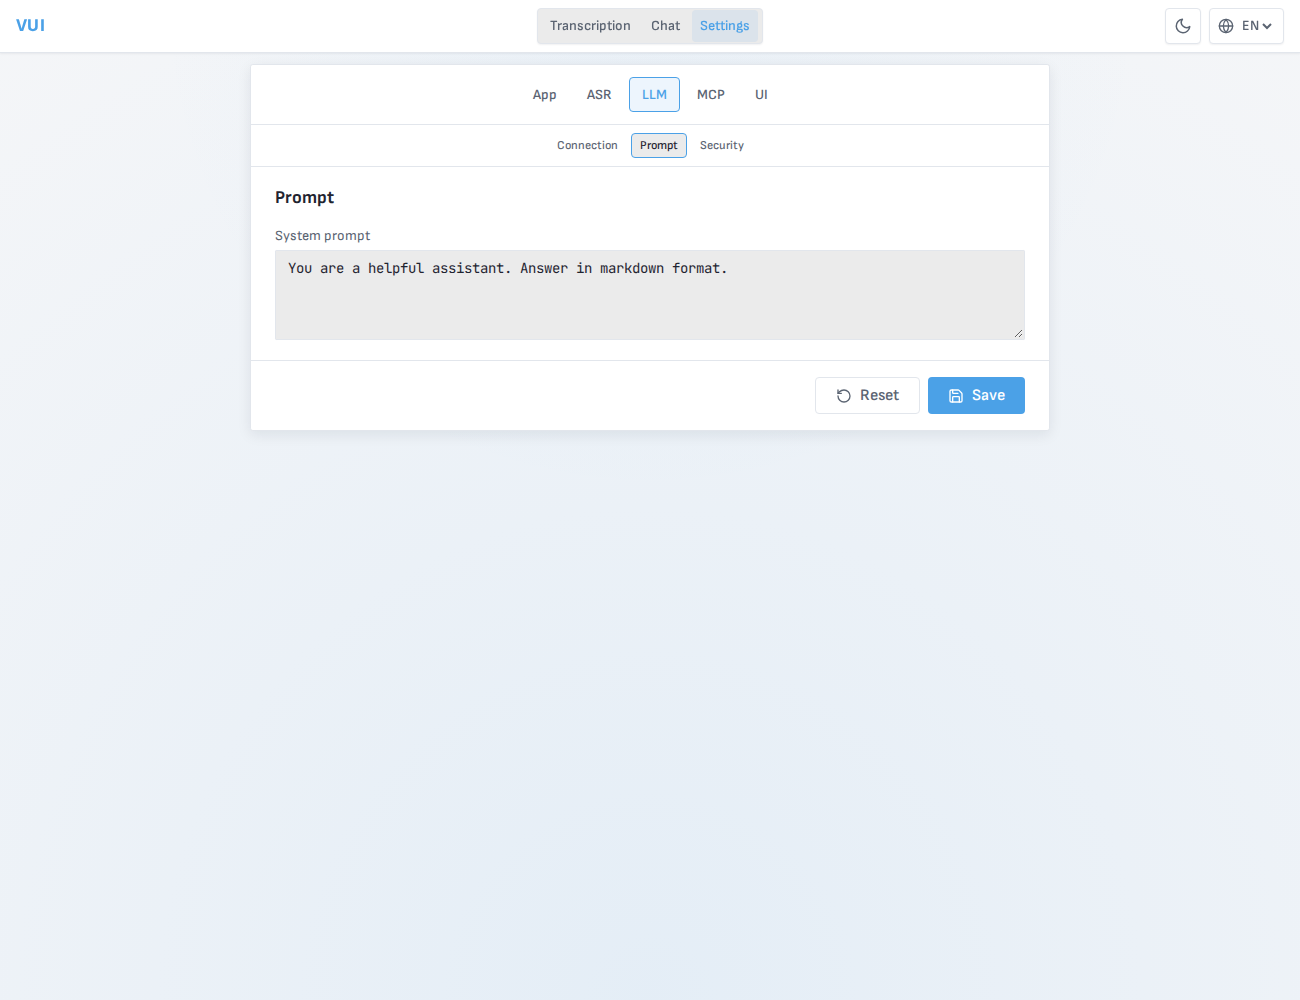 VUI
Transcription Chat Settings
EN
App ASR LLM MCP UI
Connection Prompt Security
Prompt
System prompt
You are a helpful assistant. Answer in markdown format.
Reset Save